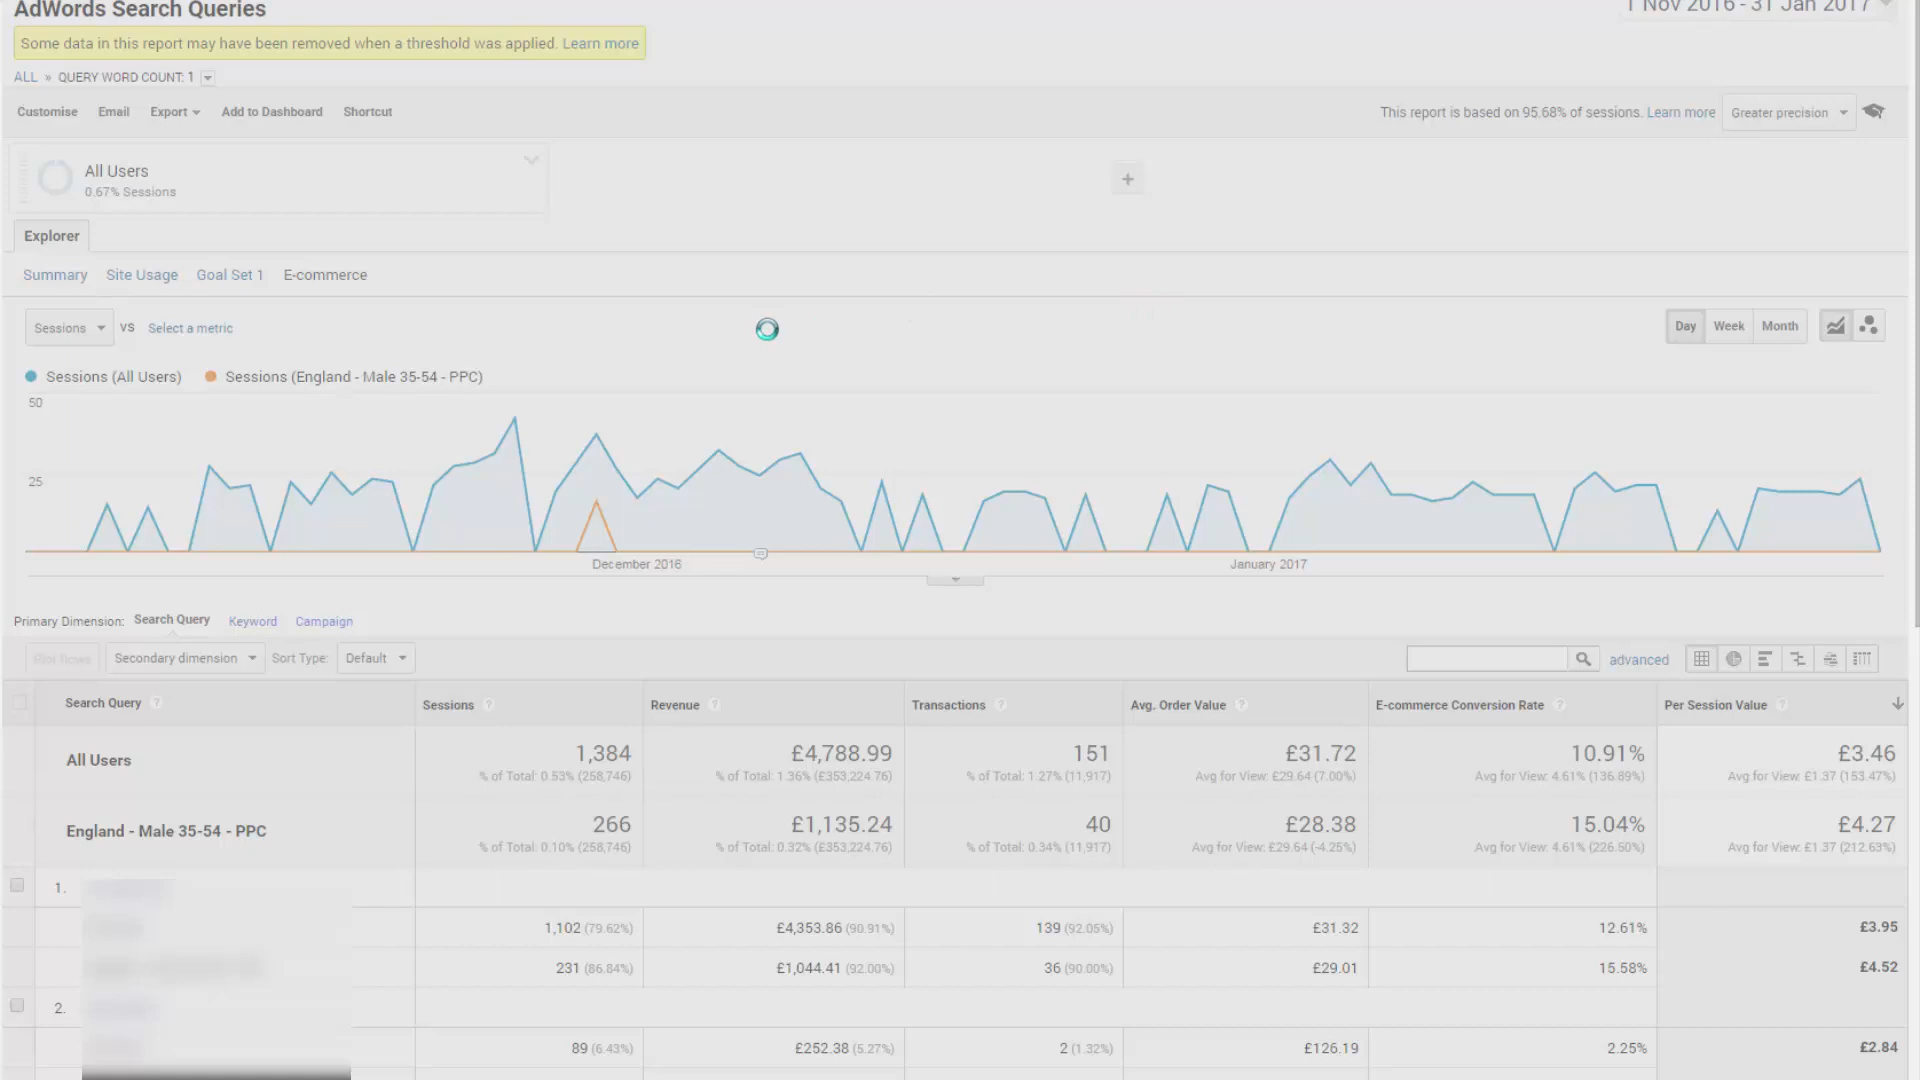 AdWords Search Queries
1 Nov 2016 - 31 Jan 2017
Some data in this report may have been removed when a threshold was applied. Learn more
ALL » QUERY WORD COUNT: 1
Customise Email Export Add to Dashboard Shortcut
This report is based on 95.68% of sessions. Learn more Greater precision
All Users
0.67% Sessions
+
Explorer
Summary Site Usage Goal Set 1 E-commerce
Sessions VS Select a metric
Day Week Month
Sessions (All Users) Sessions (England - Male 35-54 - PPC)
50
25
December 2016 January 2017
Primary Dimension: Search Query Keyword Campaign
Plot Rows Secondary dimension Sort Type: Default
advanced
Search Query ? Sessions ? Revenue ? Transactions ? Avg. Order Value ? E-commerce Conversion Rate ? Per Session Value ?
All Users 1,384 £4,788.99 151 £31.72 10.91% £3.46
% of Total: 0.53% (258,746) % of Total: 1.36% (£353,224.76) % of Total: 1.27% (11,917) Avg for View: £29.64 (7.00%) Avg for View: 4.61% (136.89%) Avg for View: £1.37 (153.47%)
England - Male 35-54 - PPC 266 £1,135.24 40 £28.38 15.04% £4.27
% of Total: 0.10% (258,746) % of Total: 0.32% (£353,224.76) % of Total: 0.34% (11,917) Avg for View: £29.64 (-4.25%) Avg for View: 4.61% (226.50%) Avg for View: £1.37 (212.63%)
1.
1,102 (79.62%) £4,353.86 (90.91%) 139 (92.05%) £31.32 12.61% £3.95
231 (86.84%) £1,044.41 (92.00%) 36 (90.00%) £29.01 15.58% £4.52
2.
89 (6.43%) £252.38 (5.27%) 2 (1.32%) £126.19 2.25% £2.84